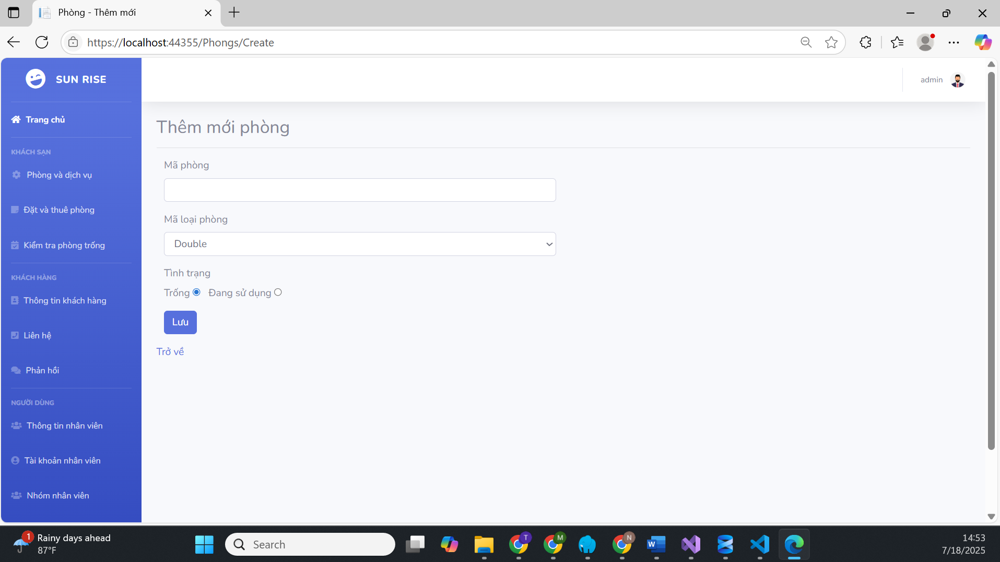 Phòng - Thêm mới
https://localhost:44355/Phongs/Create
SUN RISE
admin
Trang chủ
KHÁCH SẠN
Phòng và dịch vụ
Đặt và thuê phòng
Kiểm tra phòng trống
KHÁCH HÀNG
Thông tin khách hàng
Liên hệ
Phản hồi
NGƯỜI DÙNG
Thông tin nhân viên
Tài khoản nhân viên
Nhóm nhân viên
Thêm mới phòng
Mã phòng
Mã loại phòng
Double
Tình trạng
Trống Đang sử dụng
Lưu
Trở về
1
Rainy days ahead
87°F
Search
T
M
N
W
14:53
7/18/2025